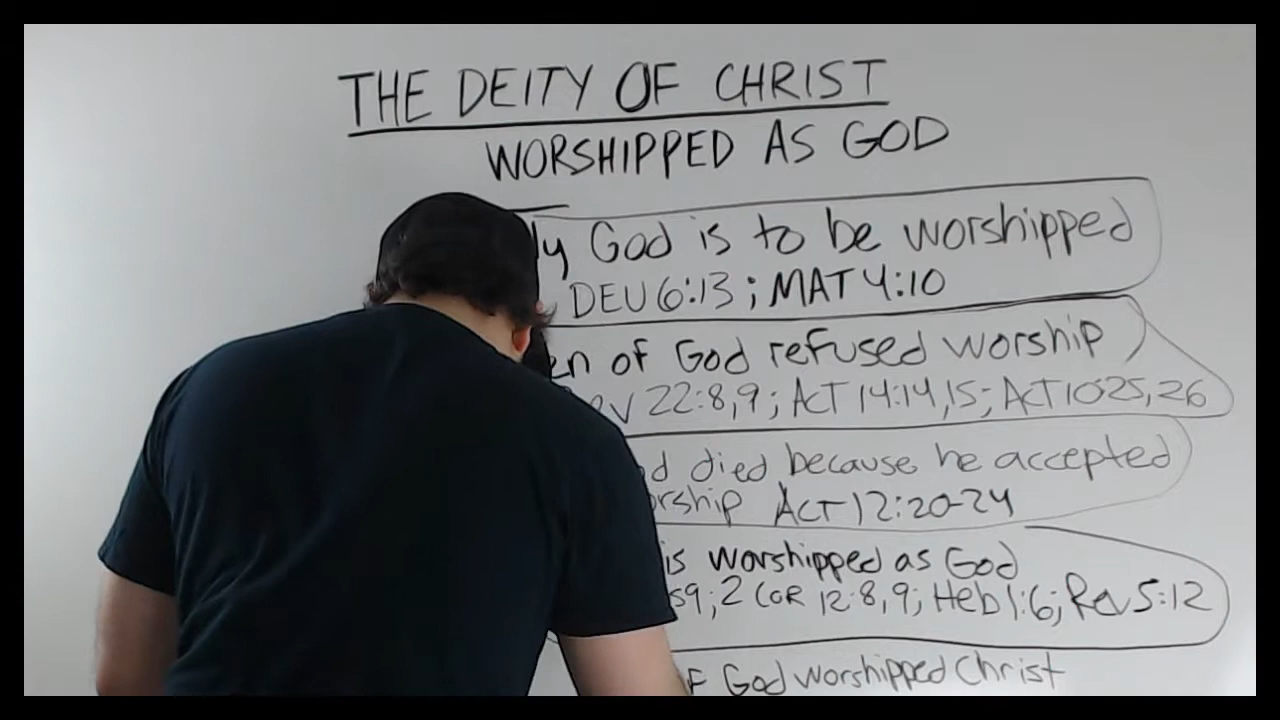 THE DEITY OF CHRIST
WORSHIPPED AS GOD
God is to be worshipped
DEU 6:13; MAT 4:10
of God refused worship
22:8,9; ACT 14:14,15; ACT 10:25,26
died because he accepted
ACT 12:20-24
is worshipped as God
2 COR 12:8,9; Heb 1:6; Rev 5:12
God worshipped Christ